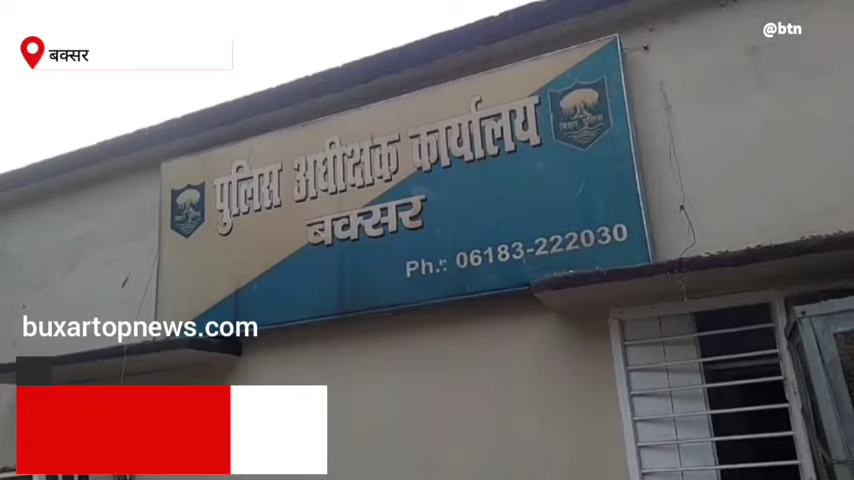 @btn
बक्सर
पुलिस अधीक्षक कार्यालय
बक्सर
Ph.: 06183-222030
buxartopnews.com